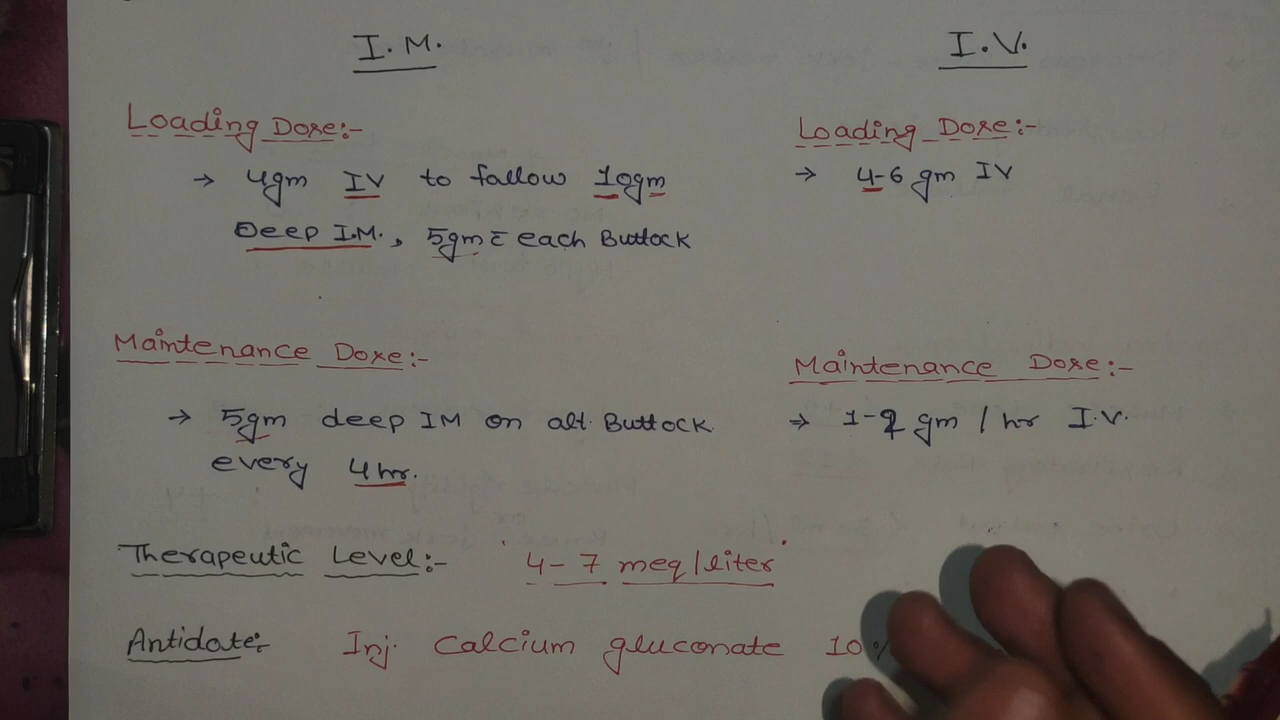 I.M.
Loading Dose:-
→ 4gm IV to fallow 10gm
Deep I.M., 5gm c̄ each Buttock
Maintenance Dose:-
→ 5gm deep IM on alt. Buttock
every 4hr.
I.V.
Loading Dose:-
→ 4-6 gm IV
Maintenance Dose:-
→ 1-2 gm / hr I.V.
Therapeutic Level:- 4-7 meq/liter
Antidate:- Inj. Calcium gluconate 10%